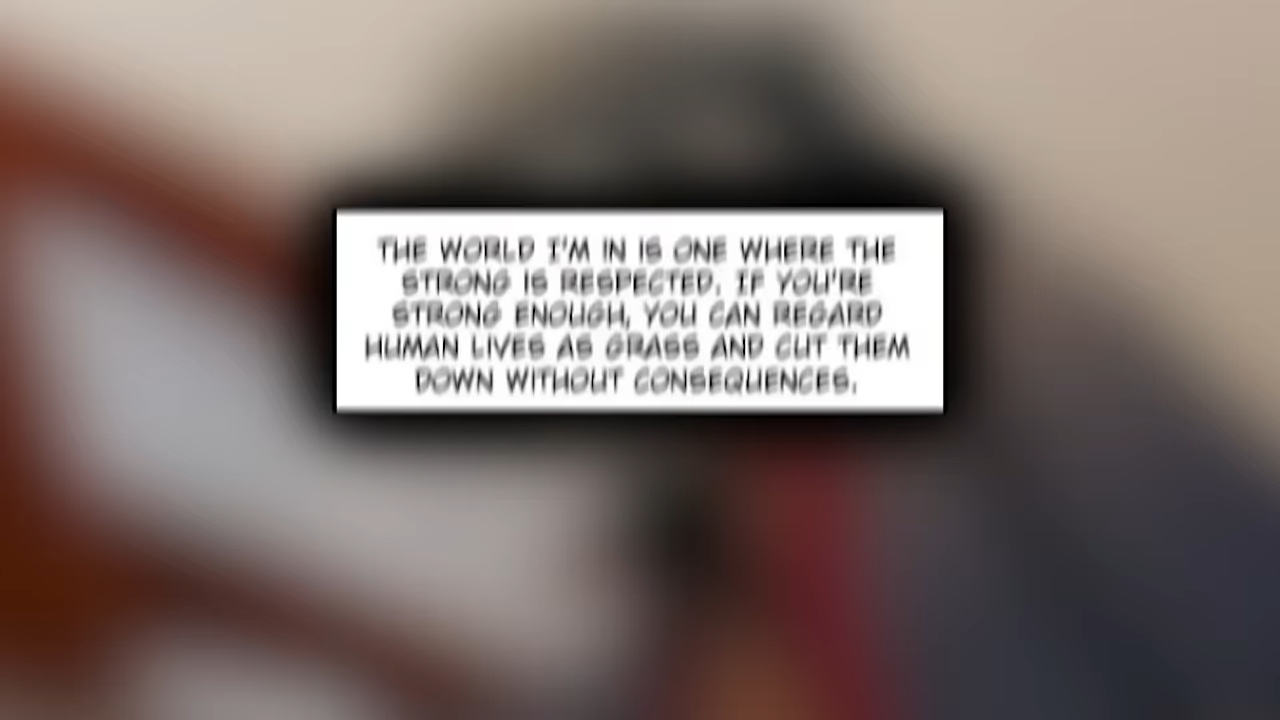 THE WORLD I'M IN IS ONE WHERE THE
STRONG IS RESPECTED. IF YOU'RE
STRONG ENOUGH, YOU CAN REGARD
HUMAN LIVES AS GRASS AND CUT THEM
DOWN WITHOUT CONSEQUENCES.